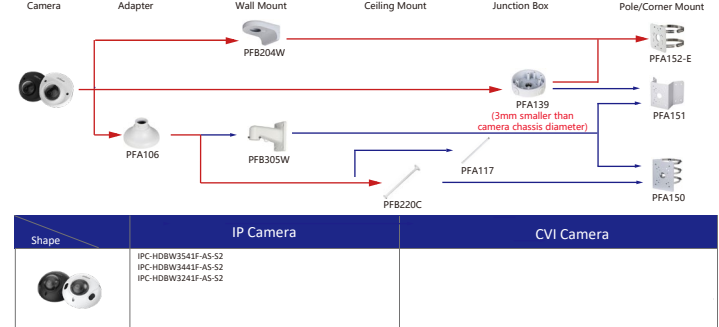 Camera
Adapter
Wall Mount
Ceiling Mount
Junction Box
Pole/Corner Mount
PFB204W
PFA152-E
PFA139
(3mm smaller than
camera chassis diameter)
PFA151
PFA106
PFB305W
PFA117
PFB220C
PFA150
Shape
IP Camera
CVI Camera
IPC-HDBW3541F-AS-S2
IPC-HDBW3441F-AS-S2
IPC-HDBW3241F-AS-S2